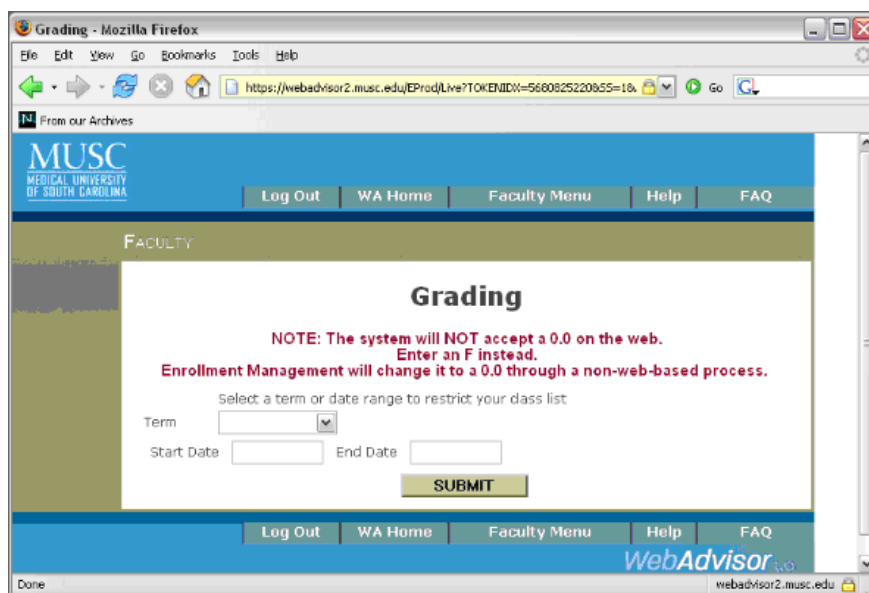 Grading - Mozilla Firefox
File Edit View Go Bookmarks Tools Help
https://webadvisor2.musc.edu/EProd/Live?TOKENIDX=5680825220&SS=1& Go G
From our Archives
MUSC
MEDICAL UNIVERSITY
OF SOUTH CAROLINA
Log Out WA Home Faculty Menu Help FAQ
FACULTY
Grading
NOTE: The system will NOT accept a 0.0 on the web.
Enter an F instead.
Enrollment Management will change it to a 0.0 through a non-web-based process.
Select a term or date range to restrict your class list
Term
Start Date End Date
SUBMIT
Log Out WA Home Faculty Menu Help FAQ
WebAdvisor
Done webadvisor2.musc.edu